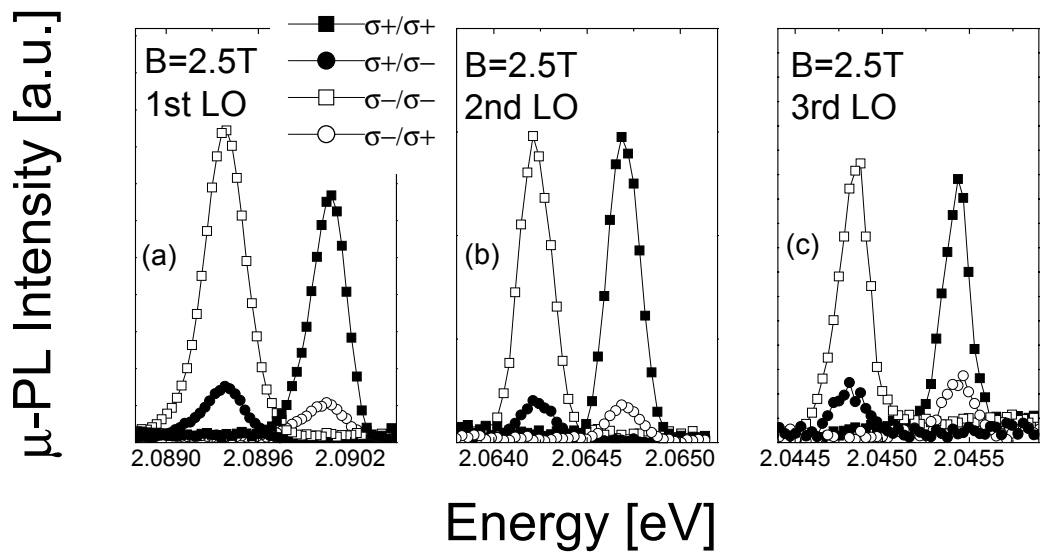 μ-PL Intensity [a.u.]
σ+/σ+
σ+/σ−
σ−/σ−
σ−/σ+
B=2.5T
1st LO
(a)
2.0890 2.0896 2.0902
B=2.5T
2nd LO
(b)
2.0640 2.0645 2.0650
B=2.5T
3rd LO
(c)
2.0445 2.0450 2.0455
Energy [eV]